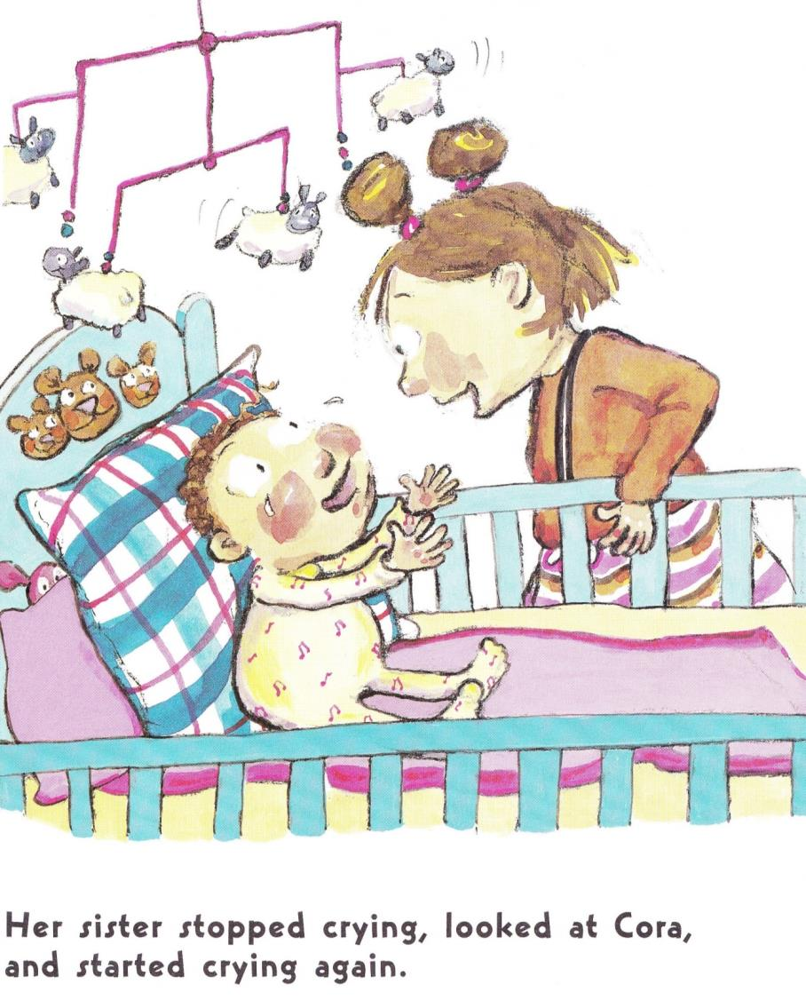 Her sister stopped crying, looked at Cora,
and started crying again.